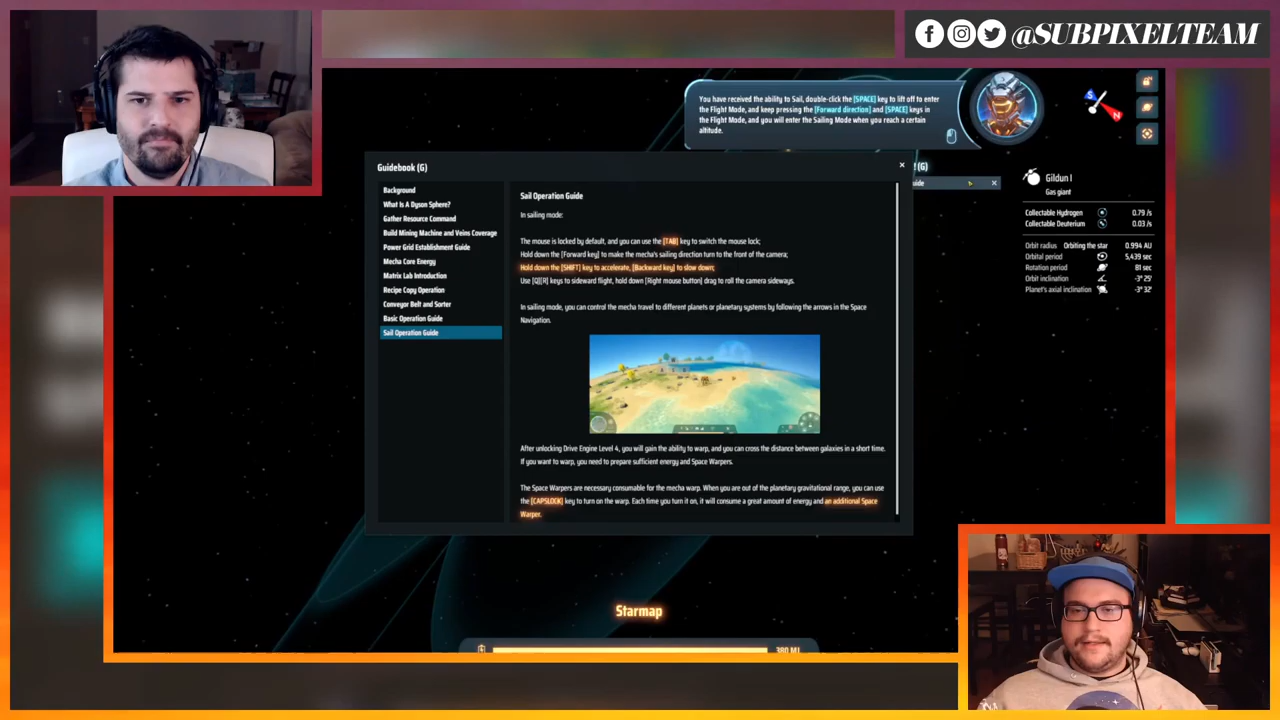 @SUBPIXELTEAM
You have received the ability to Sail, double-click the [SPACE] key to lift off to enter
the Flight Mode, and keep pressing the [Forward direction] and [SPACE] keys in
the Flight Mode, and you will enter the Sailing Mode when you reach a certain
altitude.
S
N
Guidebook (G)
(G)
Background
What Is A Dyson Sphere?
Gather Resource Command
Build Mining Machine and Veins Coverage
Power Grid Establishment Guide
Mecha Core Energy
Matrix Lab Introduction
Recipe Copy Operation
Conveyor Belt and Sorter
Basic Operation Guide
Sail Operation Guide
Sail Operation Guide
In sailing mode:
The mouse is locked by default, and you can use the [TAB] key to switch the mouse lock;
Hold down the [Forward key] to make the mecha's sailing direction turn to the front of the camera;
Hold down the [SHIFT] key to accelerate, [Backward key] to slow down;
Use [Q][R] keys to sideward flight, hold down [Right mouse button] drag to roll the camera sideways.
In sailing mode, you can control the mecha travel to different planets or planetary systems by following the arrows in the Space
Navigation.
After unlocking Drive Engine Level 4, you will gain the ability to warp, and you can cross the distance between galaxies in a short time.
If you want to warp, you need to prepare sufficient energy and Space Warpers.
The Space Warpers are necessary consumable for the mecha warp. When you are out of the planetary gravitational range, you can use
the [CAPSLOCK] key to turn on the warp. Each time you turn it on, it will consume a great amount of energy and an additional Space
Warper.
Gildun I
Gas giant
Collectable Hydrogen 0.79 /s
Collectable Deuterium 0.03 /s
Orbit radius Orbiting the star 0.994 AU
Orbital period 5,439 sec
Rotation period 81 sec
Orbit inclination -3° 25'
Planet's axial inclination -3° 32'
Starmap
380 MJ